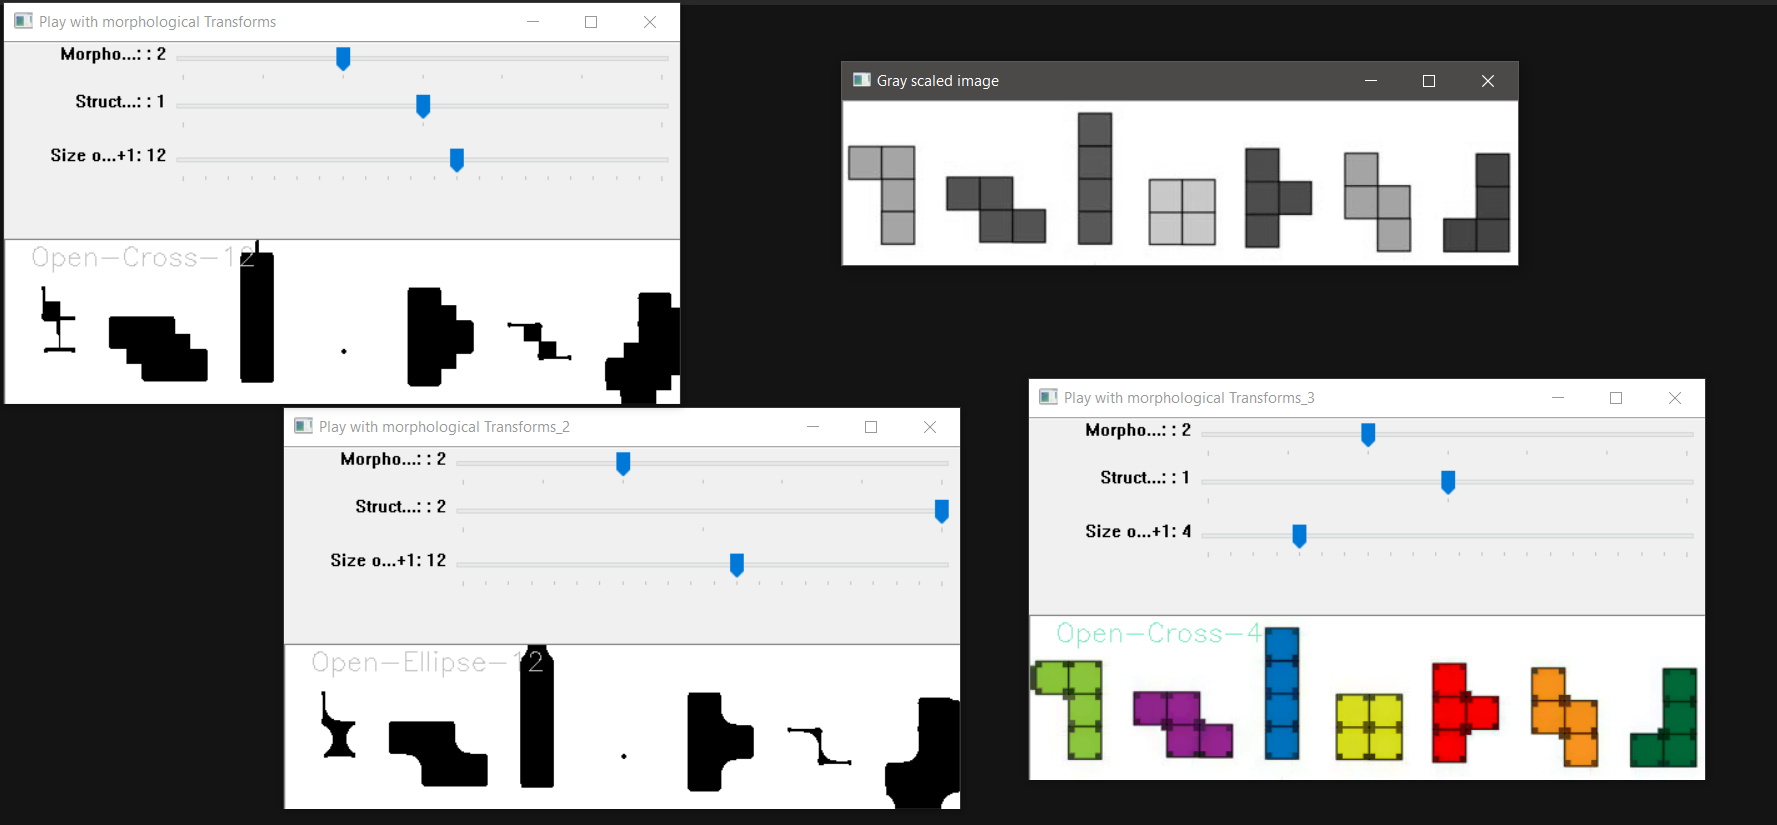 Play with morphological Transforms
Morpho...: : 2
Struct...: : 1
Size o...+1: 12
Open-Cross-12
Gray scaled image
Play with morphological Transforms_2
Morpho...: : 2
Struct...: : 2
Size o...+1: 12
Open-Ellipse-12
Play with morphological Transforms_3
Morpho...: : 2
Struct...: : 1
Size o...+1: 4
Open-Cross-4